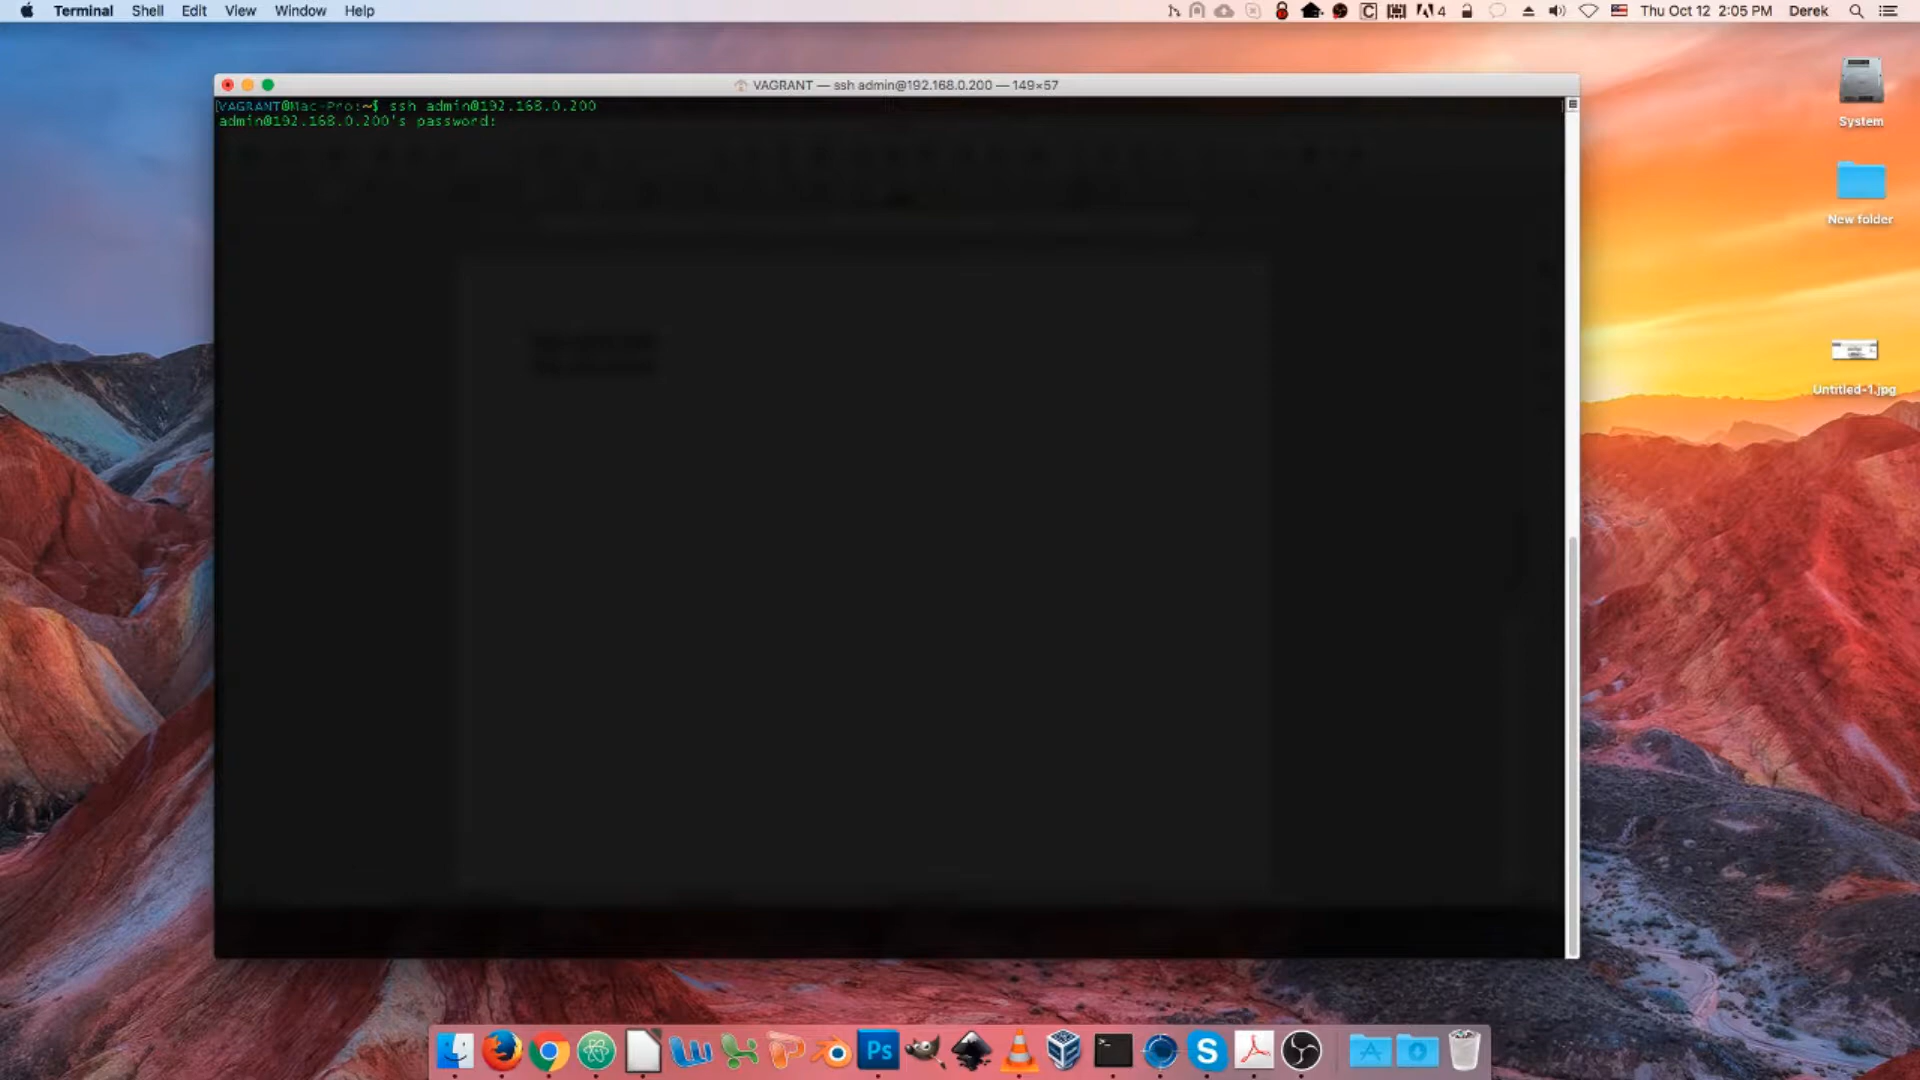 Terminal Shell Edit View Window Help 4 Thu Oct 12 2:05 PM Derek
VAGRANT — ssh admin@192.168.0.200 — 149×57
[VAGRANT@Mac-Pro:~$ ssh admin@192.168.0.200 ]
admin@192.168.0.200's password:
System
New folder
Untitled-1.jpg
Ps